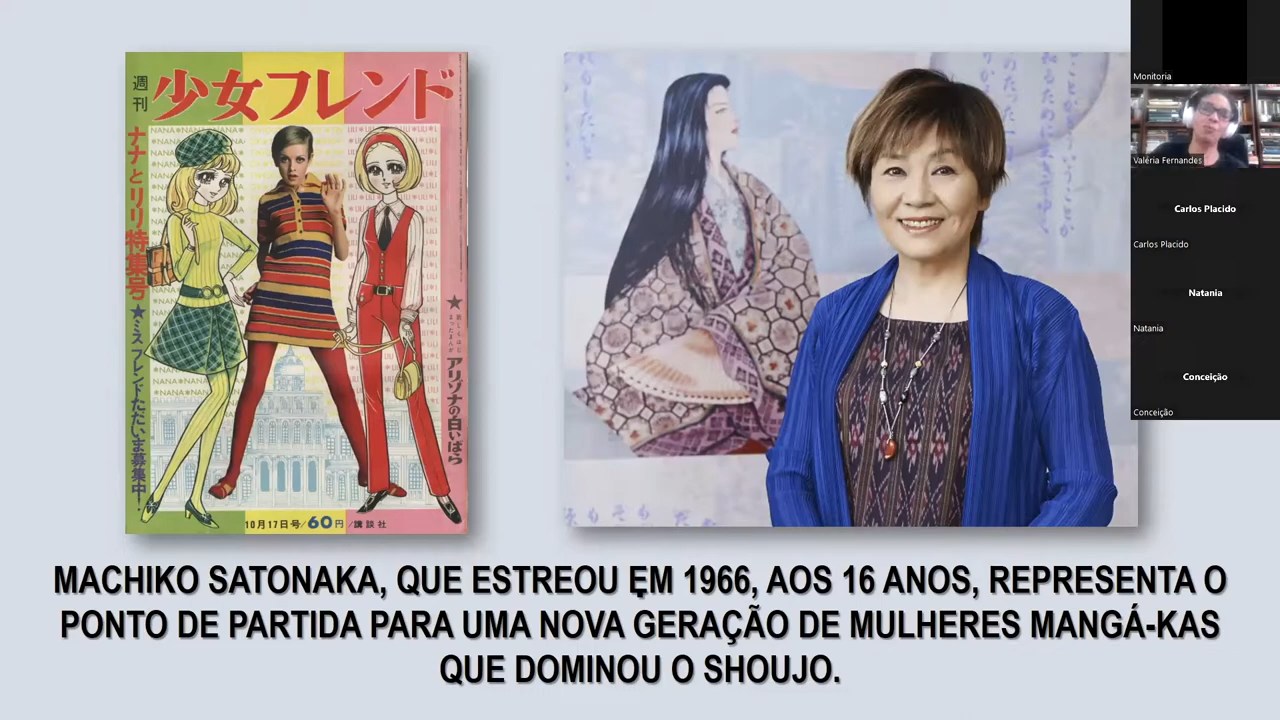 週刊
少女フレンド
ナナとリリ特集号
★ミスフレンドただいま募集中!
★
アリゾナの白いばら
10月17日号/60円/講談社
MACHIKO SATONAKA, QUE ESTREOU EM 1966, AOS 16 ANOS, REPRESENTA O
PONTO DE PARTIDA PARA UMA NOVA GERAÇÃO DE MULHERES MANGÁ-KAS
QUE DOMINOU O SHOUJO.
Monitoria
Valéria Fernandes
Carlos Placido
Carlos Placido
Natania
Natania
Conceição
Conceição